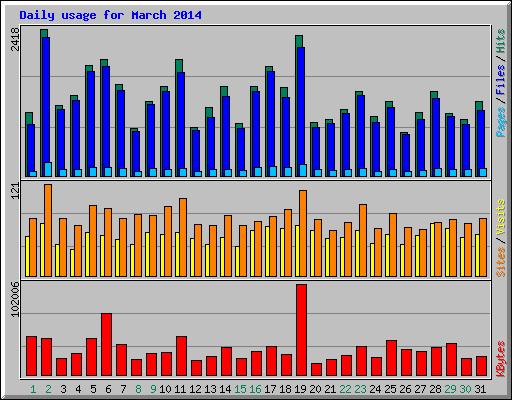 Daily usage for March 2014
2418
Pages / Files / Hits
121
Sites / Visits
102006
KBytes
1 2 3 4 5 6 7 8 9 10 11 12 13 14 15 16 17 18 19 20 21 22 23 24 25 26 27 28 29 30 31